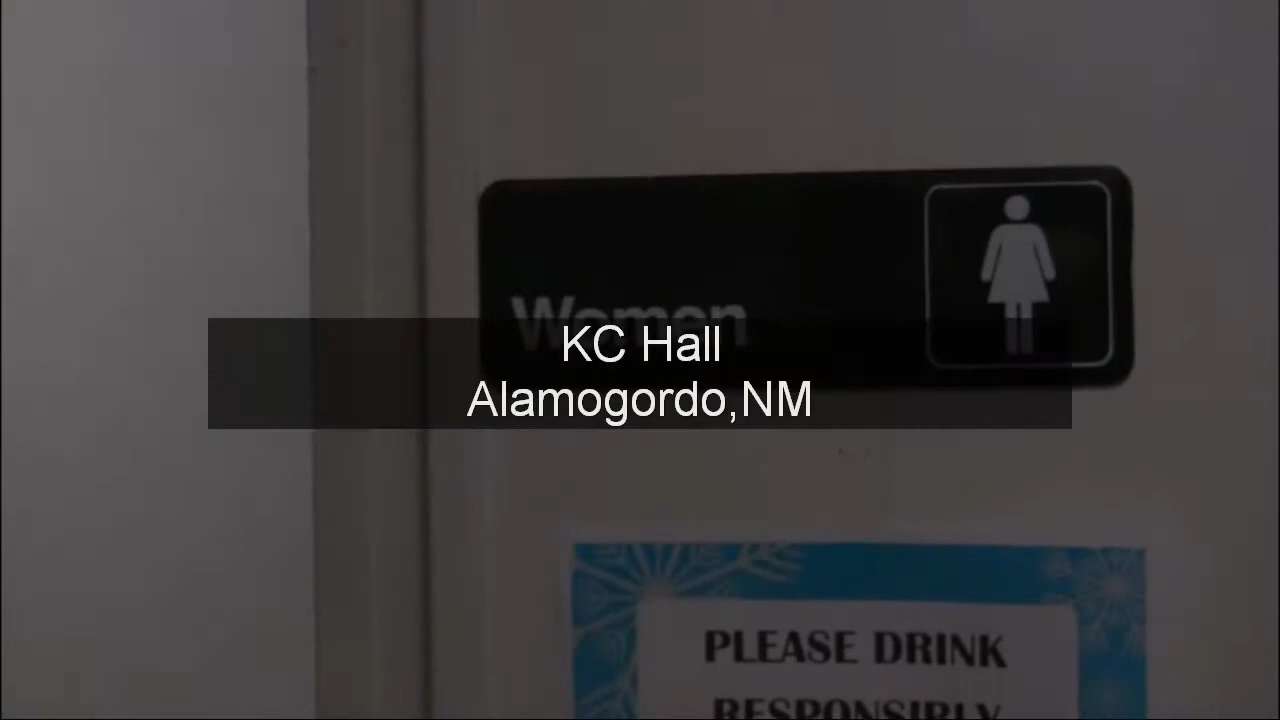 Women
KC Hall
Alamogordo,NM
PLEASE DRINK
RESPONSIBLY